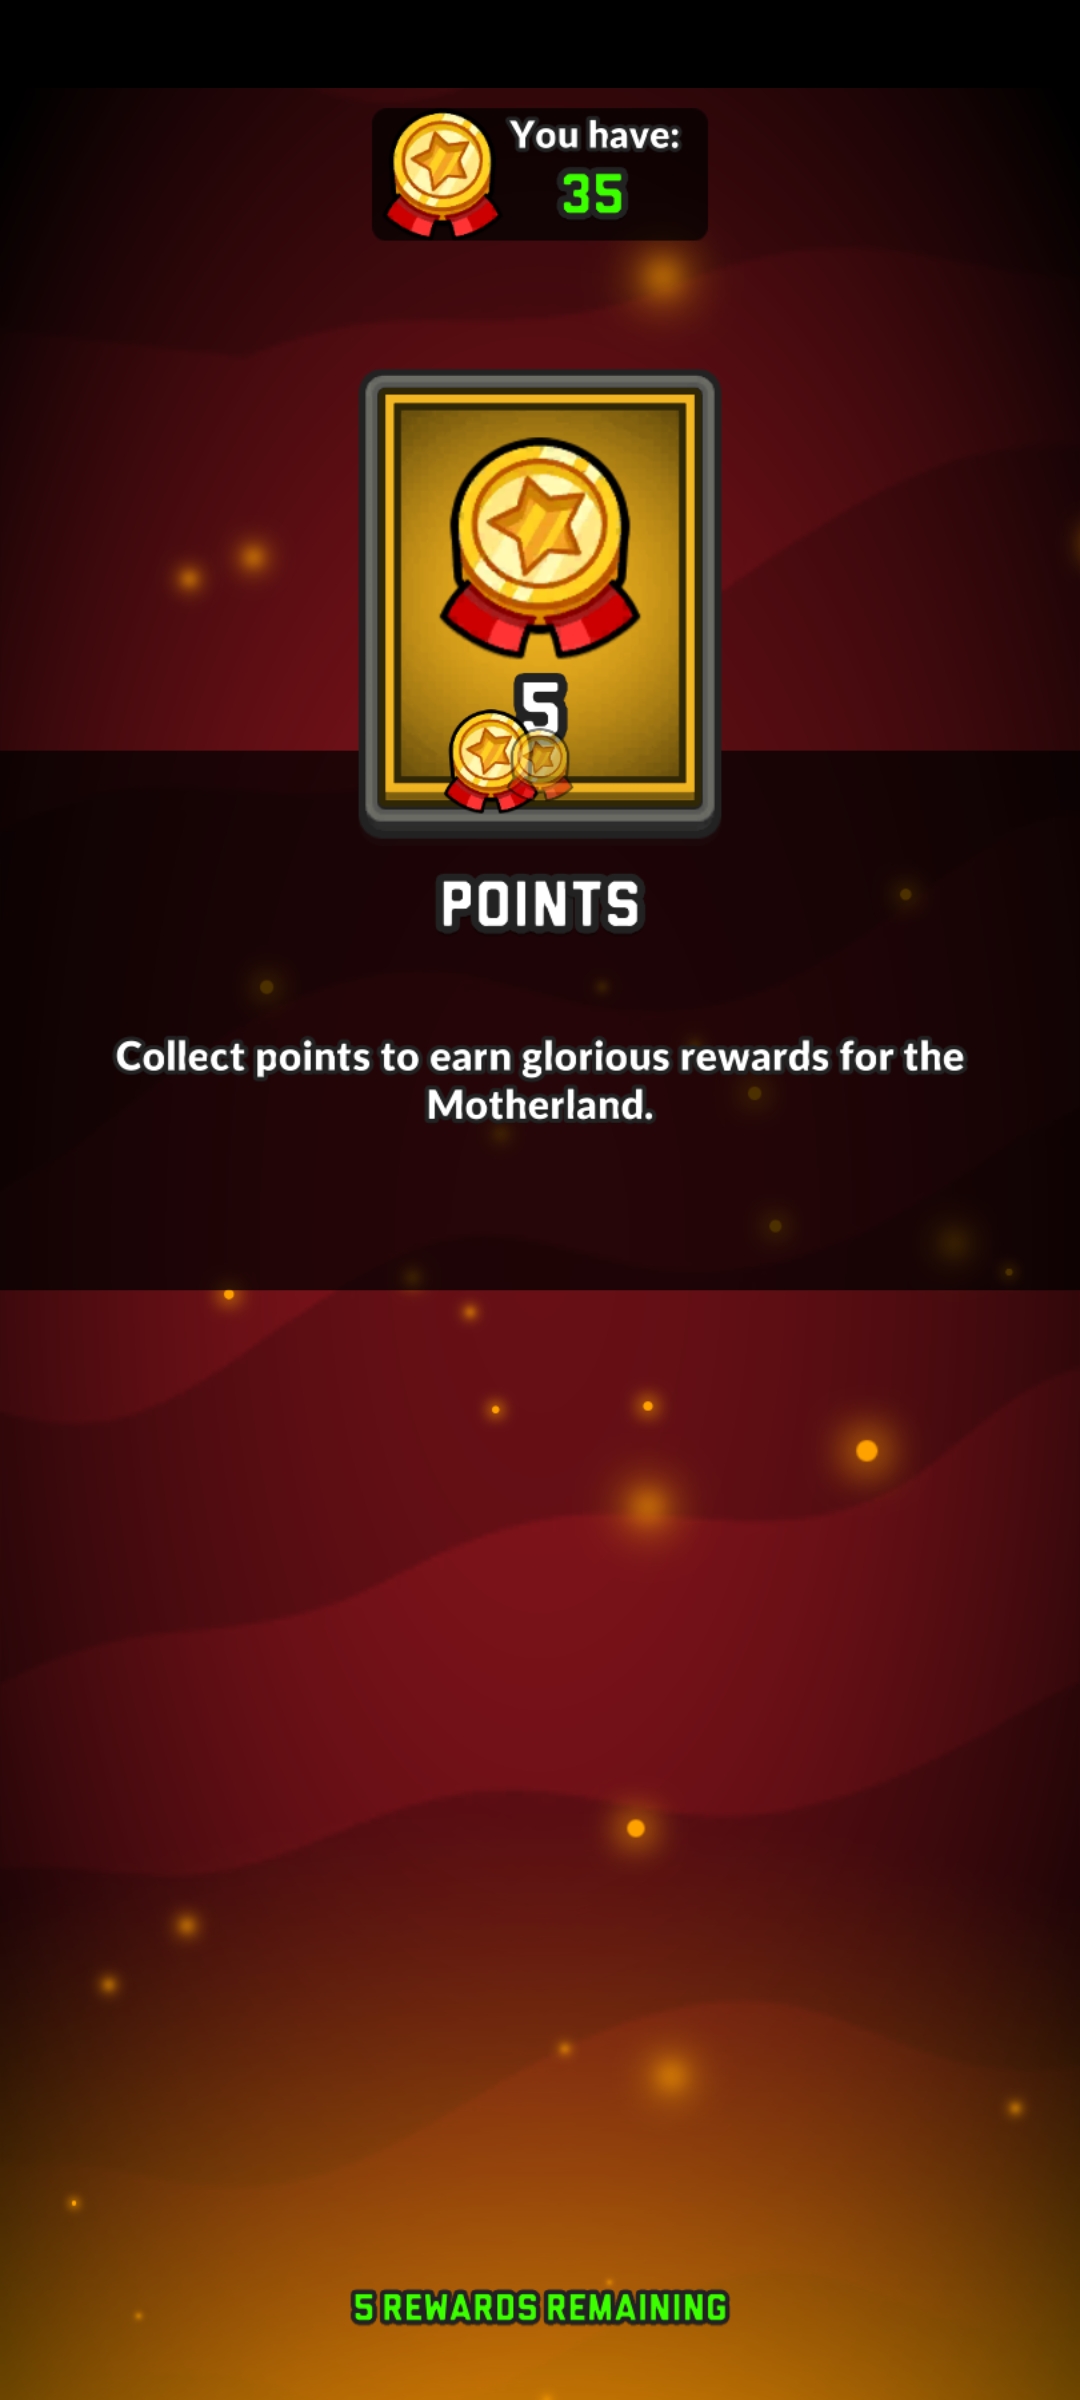 You have:
35
5
POINTS
Collect points to earn glorious rewards for the
Motherland.
5 REWARDS REMAINING